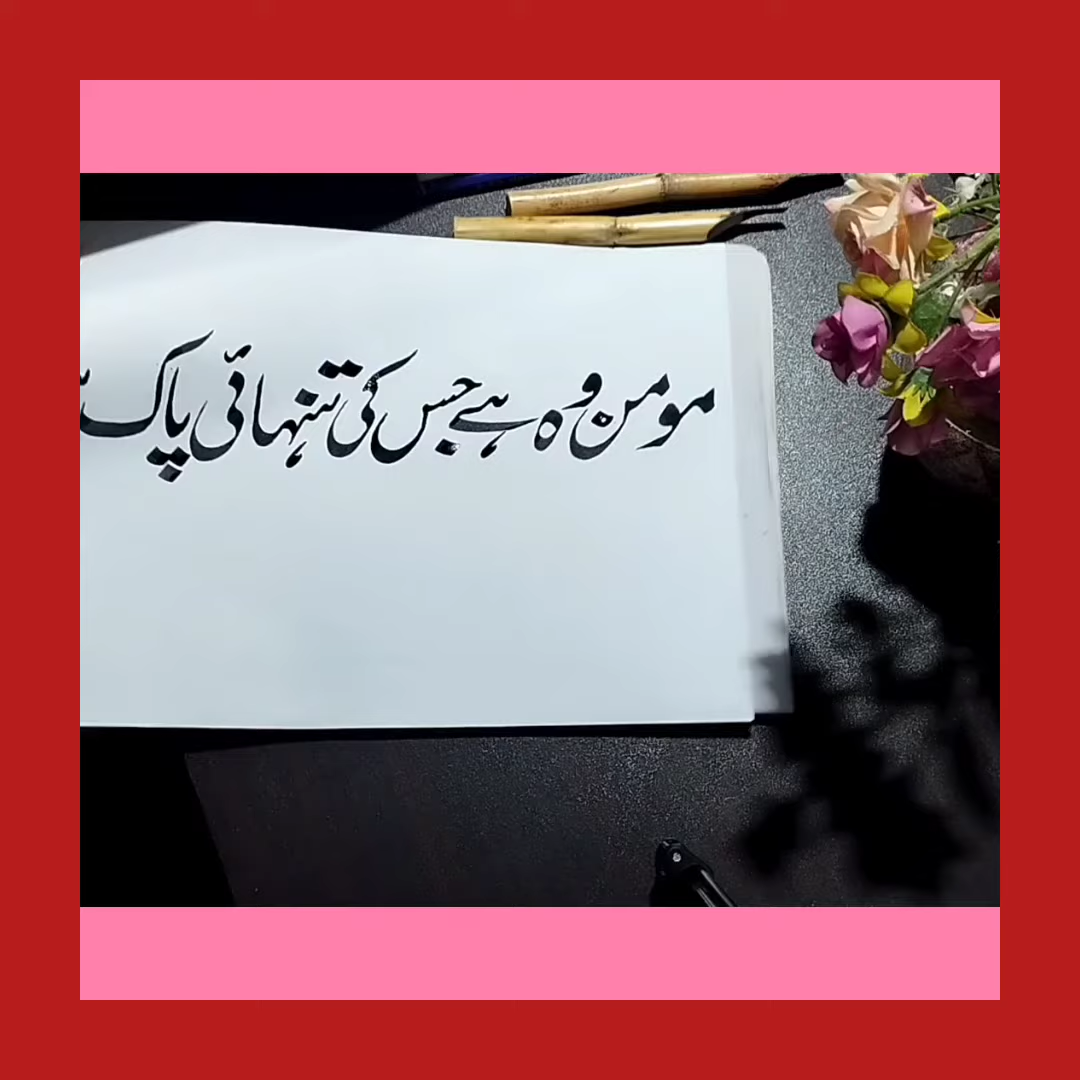 مومن وہ ہے جس کی تنہائی پاک